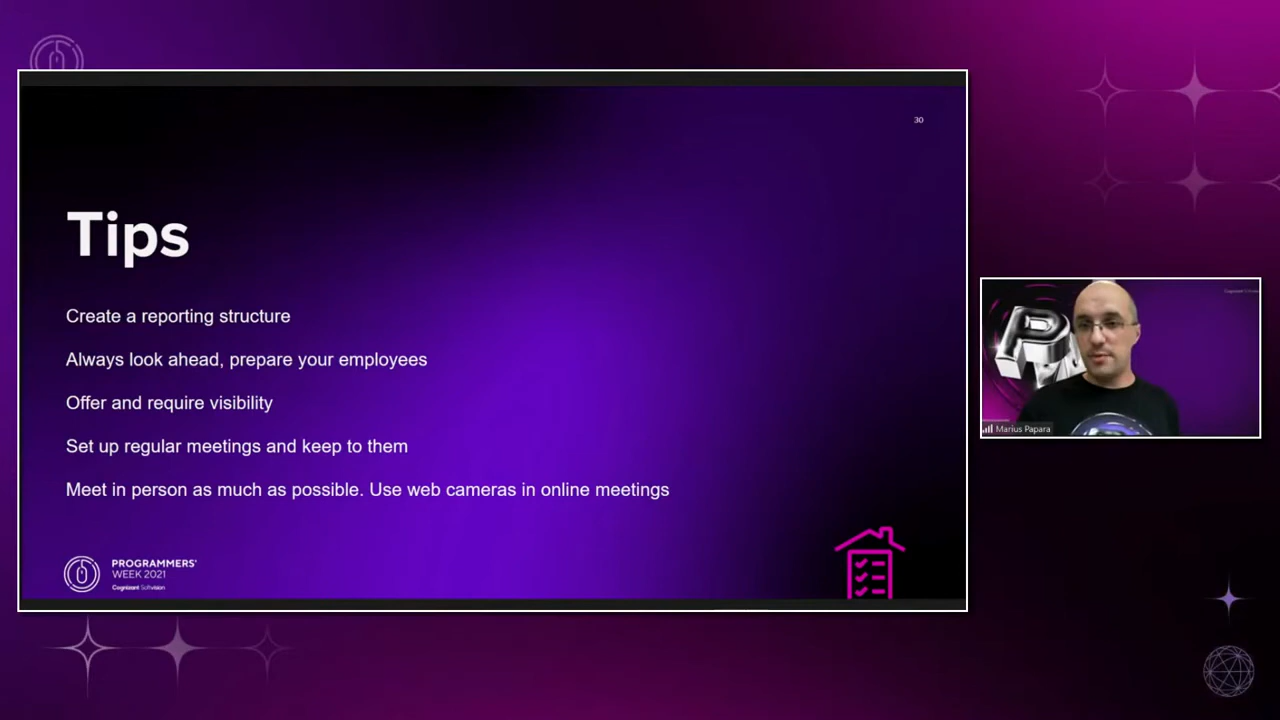 30
Tips
Create a reporting structure
Always look ahead, prepare your employees
Offer and require visibility
Set up regular meetings and keep to them
Meet in person as much as possible. Use web cameras in online meetings
PROGRAMMERS'
WEEK 2021
Cognizant Softvision
Marius Papara